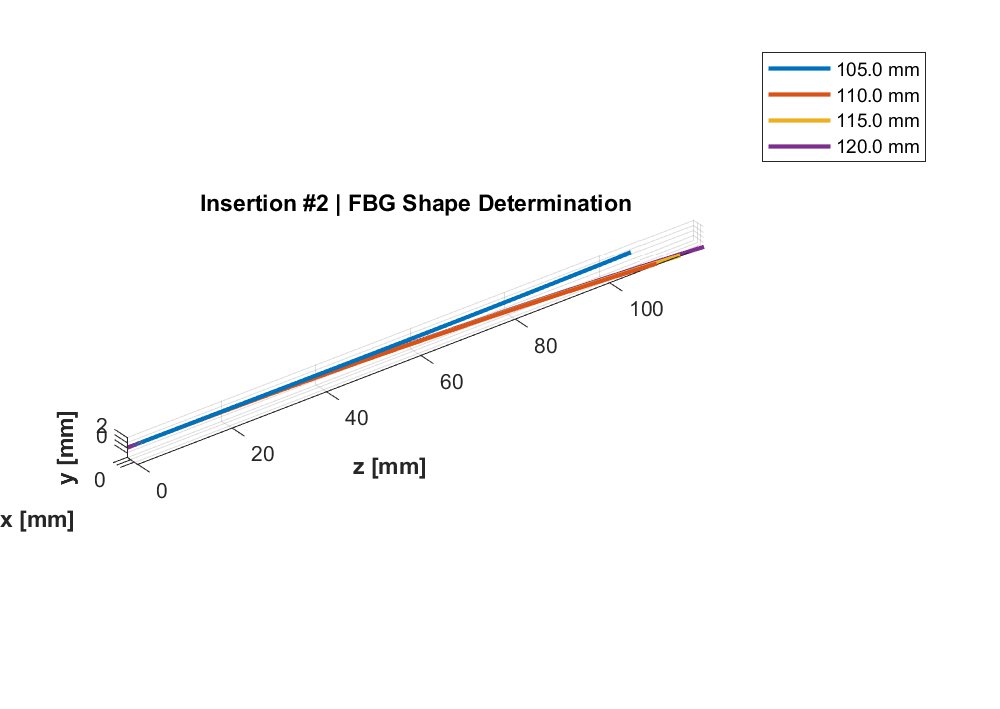 105.0 mm
110.0 mm
115.0 mm
120.0 mm
Insertion #2 | FBG Shape Determination
100
80
60
40
20
0
z [mm]
2
0
y [mm]
0
x [mm]